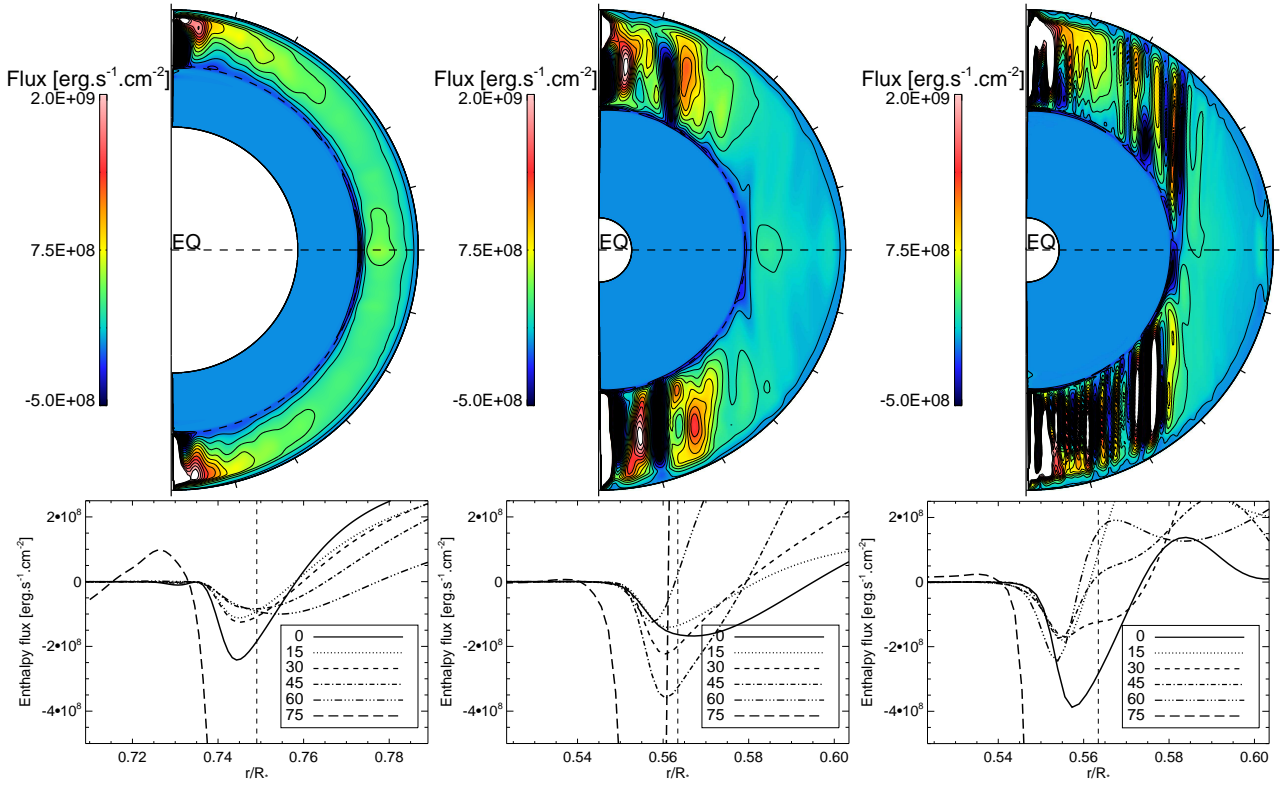 Flux [erg.s⁻¹.cm⁻²]
2.0E+09
7.5E+08
-5.0E+08
EQ
Flux [erg.s⁻¹.cm⁻²]
2.0E+09
7.5E+08
-5.0E+08
EQ
Flux [erg.s⁻¹.cm⁻²]
2.0E+09
7.5E+08
-5.0E+08
EQ
Enthalpy flux [erg.s⁻¹.cm⁻²]
2•10⁸
0
-2•10⁸
-4•10⁸
0
15
30
45
60
75
0.72 0.74 0.76 0.78
r/R*
Enthalpy flux [erg.s⁻¹.cm⁻²]
2•10⁸
0
-2•10⁸
-4•10⁸
0
15
30
45
60
75
0.54 0.56 0.58 0.60
r/R*
Enthalpy flux [erg.s⁻¹.cm⁻²]
2•10⁸
0
-2•10⁸
-4•10⁸
0
15
30
45
60
75
0.54 0.56 0.58 0.60
r/R*